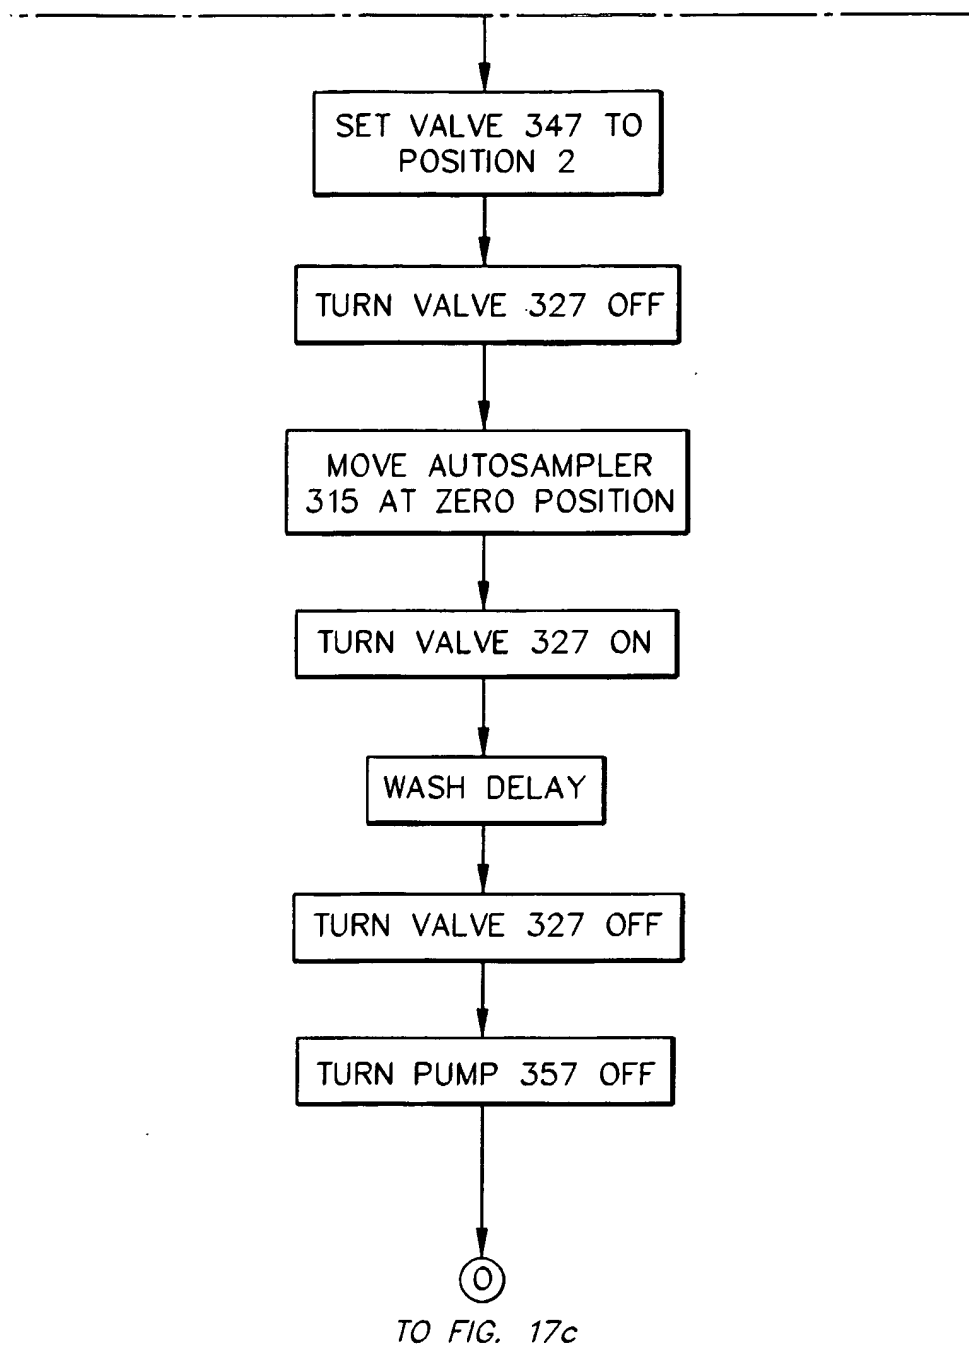 SET VALVE 347 TO
POSITION 2
TURN VALVE 327 OFF
MOVE AUTOSAMPLER
315 AT ZERO POSITION
TURN VALVE 327 ON
WASH DELAY
TURN VALVE 327 OFF
TURN PUMP 357 OFF
O
TO FIG. 17c